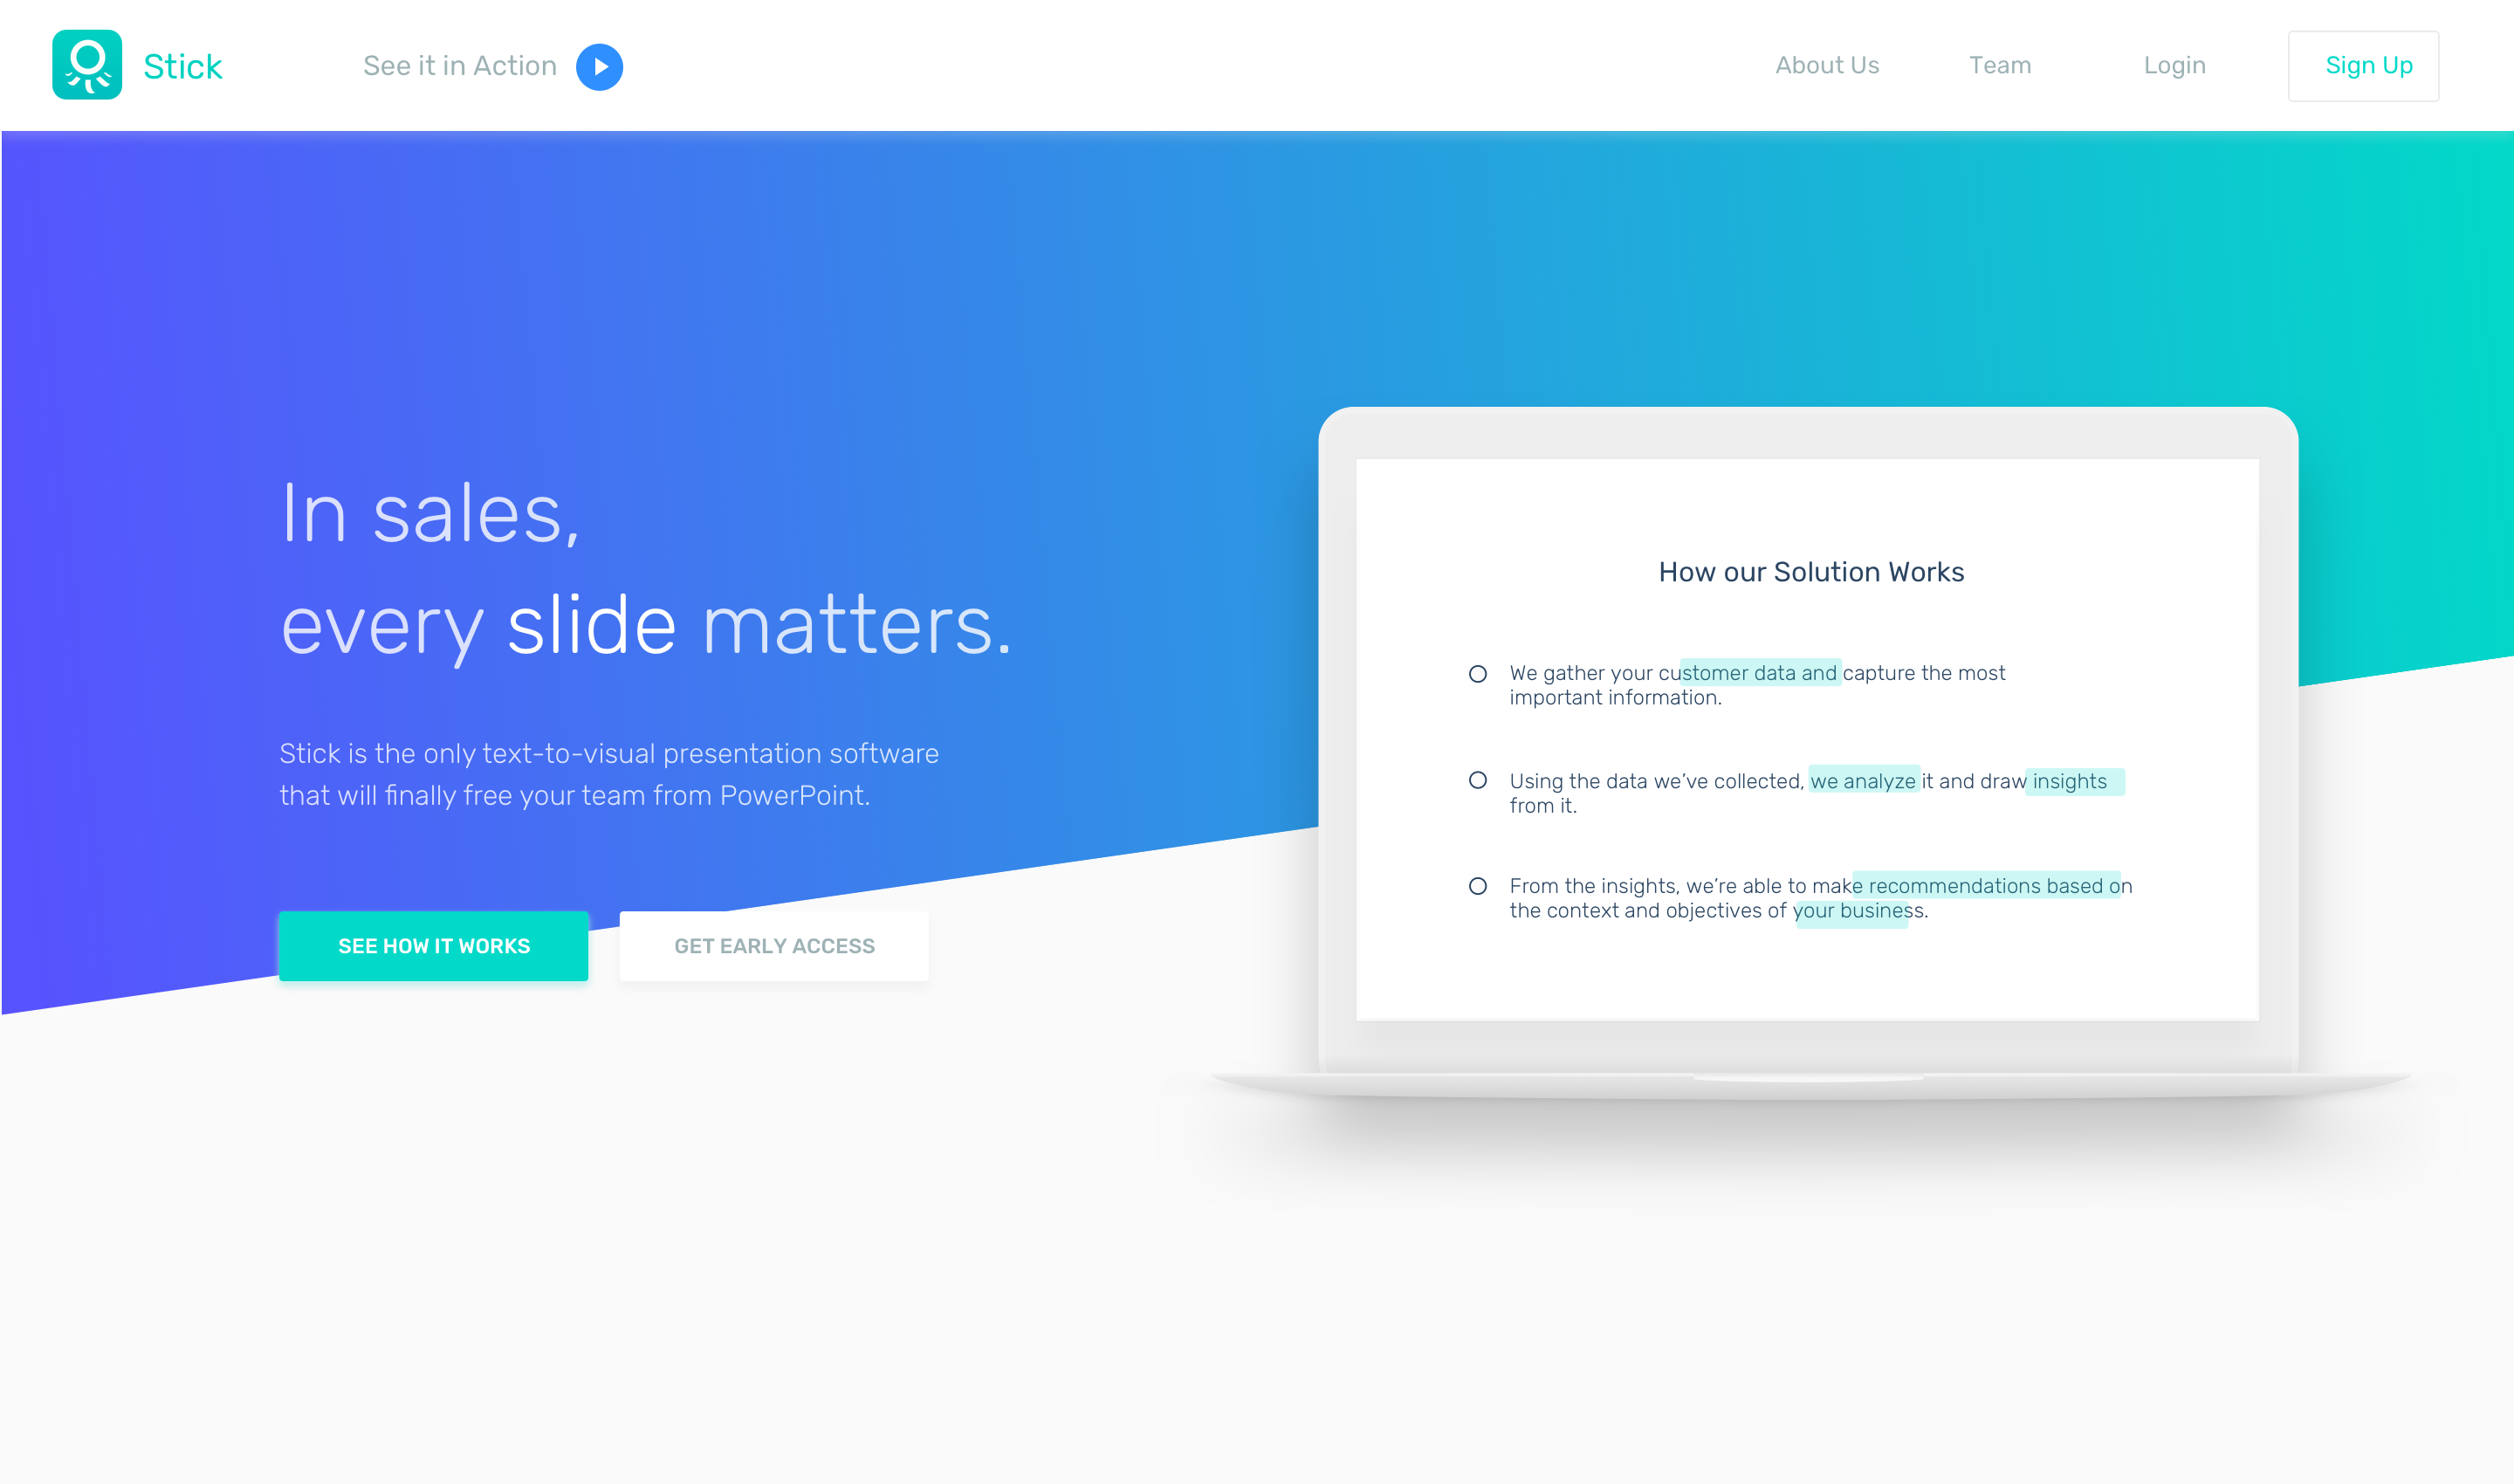 Stick
See it in Action
About Us
Team
Login
Sign Up
In sales,
every slide matters.
Stick is the only text-to-visual presentation software
that will finally free your team from PowerPoint.
SEE HOW IT WORKS
GET EARLY ACCESS
How our Solution Works
We gather your customer data and capture the most
important information.
Using the data we’ve collected, we analyze it and draw insights
from it.
From the insights, we’re able to make recommendations based on
the context and objectives of your business.